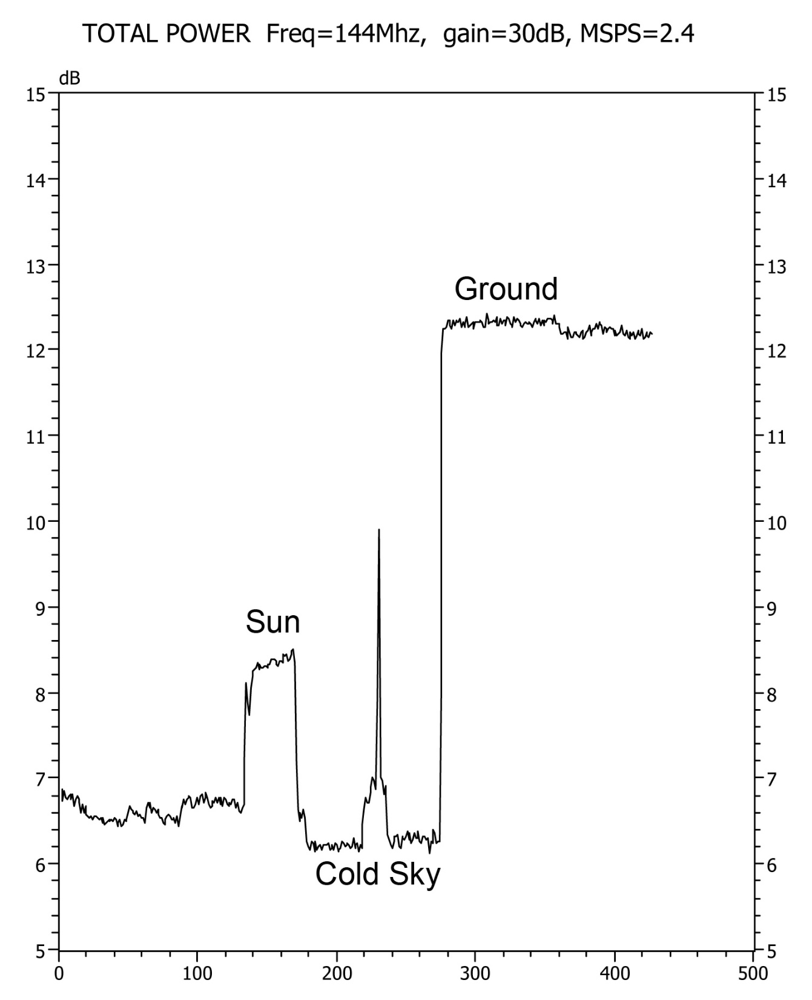 TOTAL POWER Freq=144Mhz, gain=30dB, MSPS=2.4
dB
15 15
14 14
13 13
Ground
12 12
11 11
10 10
9 9
Sun
8 8
7 7
6 6
Cold Sky
5 5
0 100 200 300 400 500